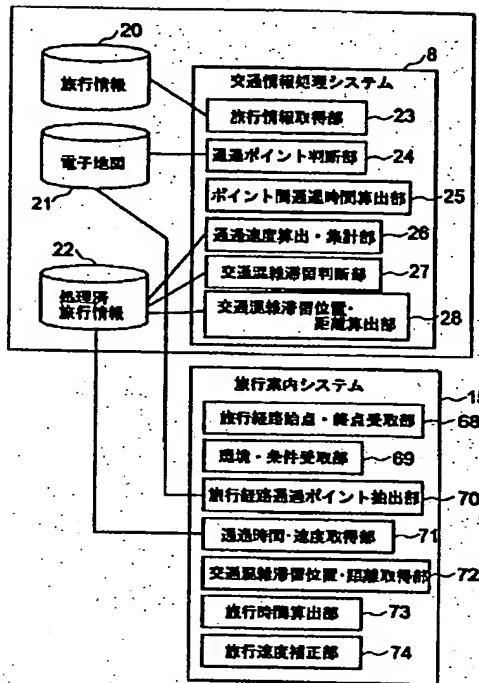 20
旅行情報
電子地図
21
22
処理済
旅行情報
8
交通情報処理システム
旅行情報取得部
23
通過ポイント判断部
24
ポイント間通過時間算出部
25
通過速度算出・集計部
26
交通混雑滞留判断部
27
交通混雑滞留位置・
距離算出部
28
旅行案内システム
15
旅行経路始点・終点受取部
68
環境・条件受取部
69
旅行経路通過ポイント抽出部
70
通過時間・速度取得部
71
交通混雑滞留位置・距離取得部
72
旅行時間算出部
73
旅行速度補正部
74